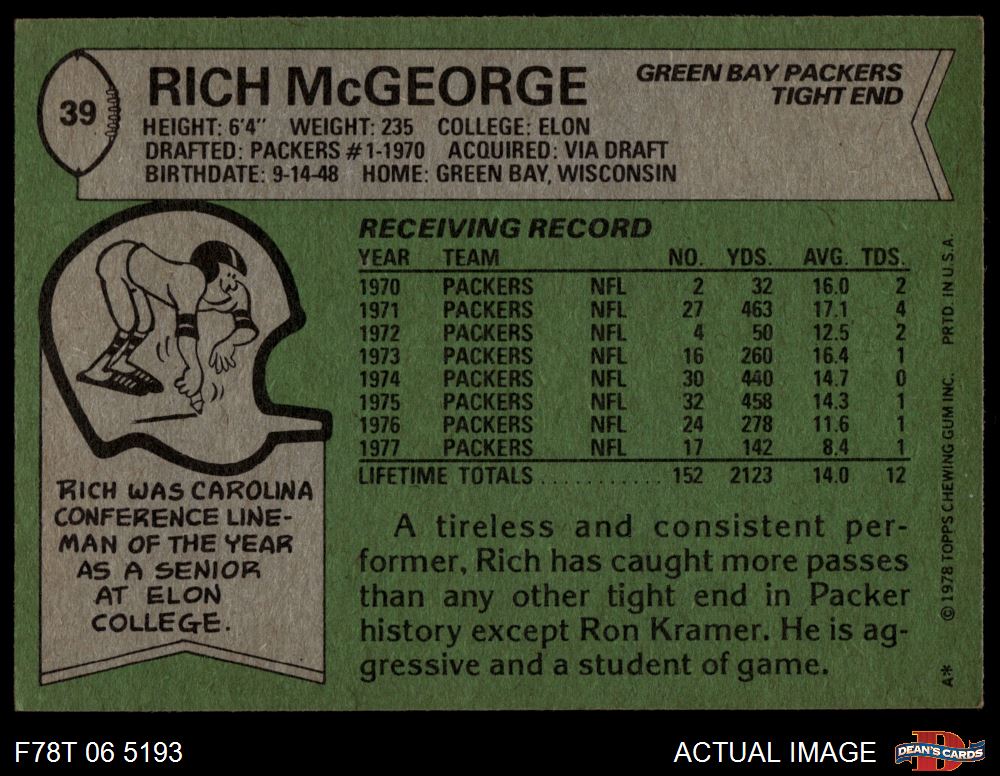 39
RICH McGEORGE
GREEN BAY PACKERS
TIGHT END
HEIGHT: 6'4" WEIGHT: 235 COLLEGE: ELON
DRAFTED: PACKERS #1-1970 ACQUIRED: VIA DRAFT
BIRTHDATE: 9-14-48 HOME: GREEN BAY, WISCONSIN
RECEIVING RECORD
YEAR TEAM NO. YDS. AVG. TDS.
1970 PACKERS NFL 2 32 16.0 2
1971 PACKERS NFL 27 463 17.1 4
1972 PACKERS NFL 4 50 12.5 2
1973 PACKERS NFL 16 260 16.4 1
1974 PACKERS NFL 30 440 14.7 0
1975 PACKERS NFL 32 458 14.3 1
1976 PACKERS NFL 24 278 11.6 1
1977 PACKERS NFL 17 142 8.4 1
LIFETIME TOTALS . . . . . . . . . . . 152 2123 14.0 12
RICH WAS CAROLINA
CONFERENCE LINE-
MAN OF THE YEAR
AS A SENIOR
AT ELON
COLLEGE.
A tireless and consistent per-
former, Rich has caught more passes
than any other tight end in Packer
history except Ron Kramer. He is ag-
gressive and a student of game.
A* © 1978 TOPPS CHEWING GUM INC. PRTD. IN U.S.A.
F78T 06 5193
ACTUAL IMAGE
D
DEAN'S CARDS